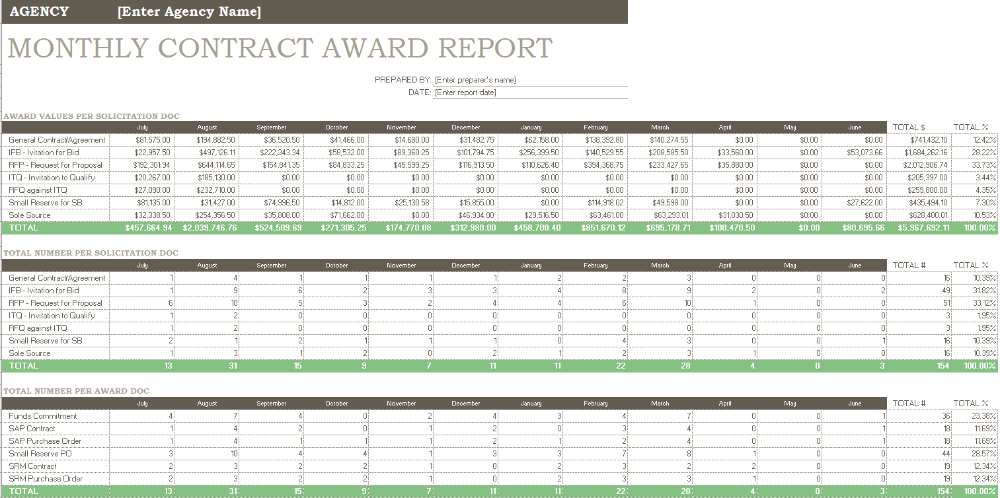 AGENCY [Enter Agency Name]
MONTHLY CONTRACT AWARD REPORT
PREPARED BY: [Enter preparer's name]
DATE: [Enter report date]
AWARD VALUES PER SOLICITATION DOC
July August September October November December January February March April May June TOTAL $ TOTAL %
General Contract/Agreement $81,575.00 $194,882.50 $36,520.50 $41,466.00 $14,680.00 $31,482.75 $62,158.00 $138,392.80 $140,274.55 $0.00 $0.00 $0.00 $741,432.10 12.42%
IFB - Ivitation for Bid $22,957.50 $497,126.11 $222,343.34 $58,532.00 $89,360.25 $101,794.75 $256,399.50 $140,529.55 $208,585.50 $33,560.00 $0.00 $53,073.66 $1,684,262.16 28.22%
RFP - Request for Proposal $192,301.94 $644,114.65 $154,841.35 $84,833.25 $45,599.25 $116,913.50 $110,626.40 $394,368.75 $233,427.65 $35,880.00 $0.00 $0.00 $2,012,906.74 33.73%
ITQ - Invitation to Qualify $20,267.00 $185,130.00 $0.00 $0.00 $0.00 $0.00 $0.00 $0.00 $0.00 $0.00 $0.00 $0.00 $205,397.00 3.44%
RFQ against ITQ $27,090.00 $232,710.00 $0.00 $0.00 $0.00 $0.00 $0.00 $0.00 $0.00 $0.00 $0.00 $0.00 $259,800.00 4.35%
Small Reserve for SB $81,135.00 $31,427.00 $74,996.50 $14,812.00 $25,130.58 $15,855.00 $0.00 $114,918.02 $49,598.00 $0.00 $0.00 $27,622.00 $435,494.10 7.30%
Sole Source $32,338.50 $254,356.50 $35,808.00 $71,662.00 $0.00 $46,934.00 $29,516.50 $63,461.00 $63,293.01 $31,030.50 $0.00 $0.00 $628,400.01 10.53%
TOTAL $457,664.94 $2,039,746.76 $524,509.69 $271,305.25 $174,770.08 $312,980.00 $458,700.40 $851,670.12 $695,178.71 $100,470.50 $0.00 $80,695.66 $5,967,692.11 100.00%
TOTAL NUMBER PER SOLICITATION DOC
July August September October November December January February March April May June TOTAL # TOTAL %
General Contract/Agreement 1 4 1 1 1 1 2 2 3 0 0 0 16 10.39%
IFB - Ivitation for Bid 1 9 6 2 3 3 4 8 9 2 0 2 49 31.82%
RFP - Request for Proposal 6 10 5 3 2 4 4 6 10 1 0 0 51 33.12%
ITQ - Invitation to Qualify 1 2 0 0 0 0 0 0 0 0 0 0 3 1.95%
RFQ against ITQ 1 2 0 0 0 0 0 0 0 0 0 0 3 1.95%
Small Reserve for SB 2 1 2 1 1 1 0 4 3 0 0 1 16 10.39%
Sole Source 1 3 1 2 0 2 1 2 3 1 0 0 16 10.39%
TOTAL 13 31 15 9 7 11 11 22 28 4 0 3 154 100.00%
TOTAL NUMBER PER AWARD DOC
July August September October November December January February March April May June TOTAL # TOTAL %
Funds Commitment 4 7 4 0 2 4 3 4 7 0 0 1 36 23.38%
SAP Contract 1 4 2 0 1 2 0 3 4 0 0 1 18 11.69%
SAP Purchase Order 1 4 1 1 1 2 1 2 4 0 0 1 18 11.69%
Small Reserve PO 3 10 4 4 1 3 3 7 8 1 0 0 44 28.57%
SRM Contract 2 3 2 2 1 0 2 3 2 2 0 0 19 12.34%
SRM Purchase Order 2 3 2 2 1 0 2 3 3 1 0 0 19 12.34%
TOTAL 13 31 15 9 7 11 11 22 28 4 0 3 154 100.00%